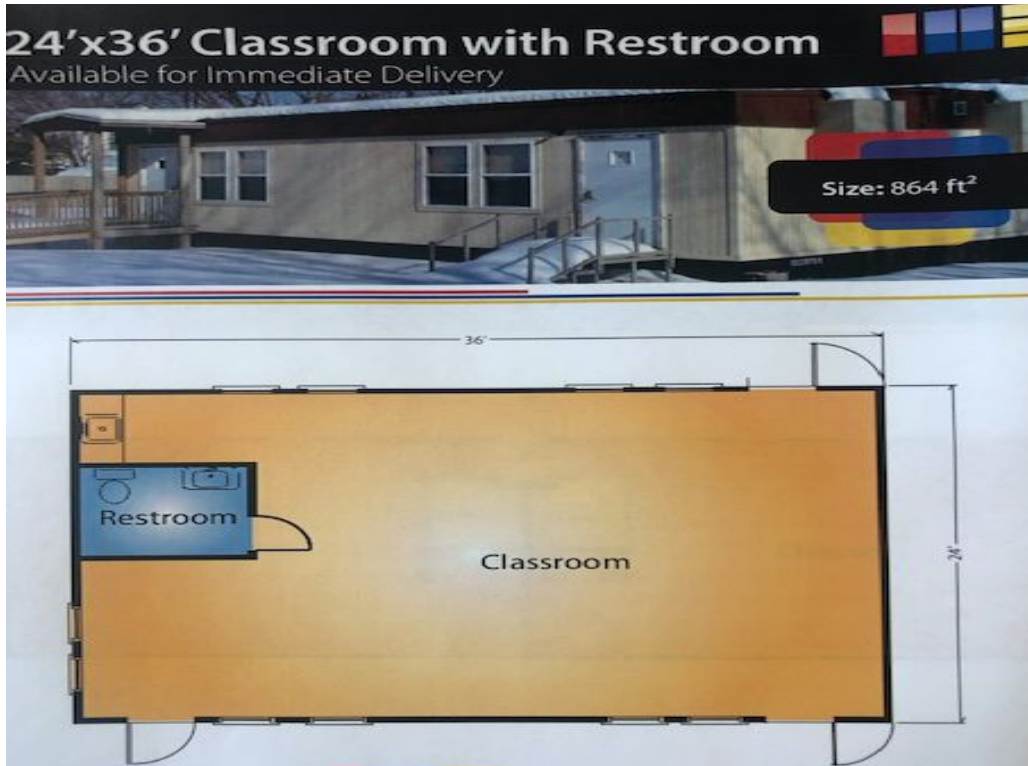 24'x36' Classroom with Restroom
Available for Immediate Delivery
Size: 864 ft²
36'
Restroom
Classroom
24'